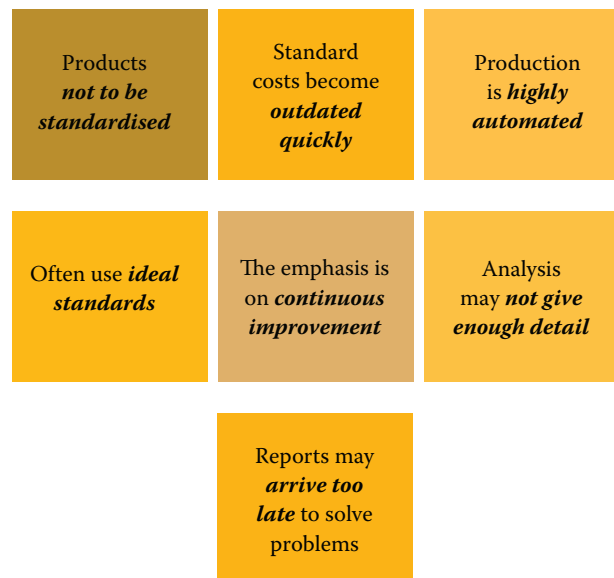 Products
not to be
standardised
Standard
costs become
outdated
quickly
Production
is highly
automated
Often use ideal
standards
The emphasis is
on continuous
improvement
Analysis
may not give
enough detail
Reports may
arrive too
late to solve
problems